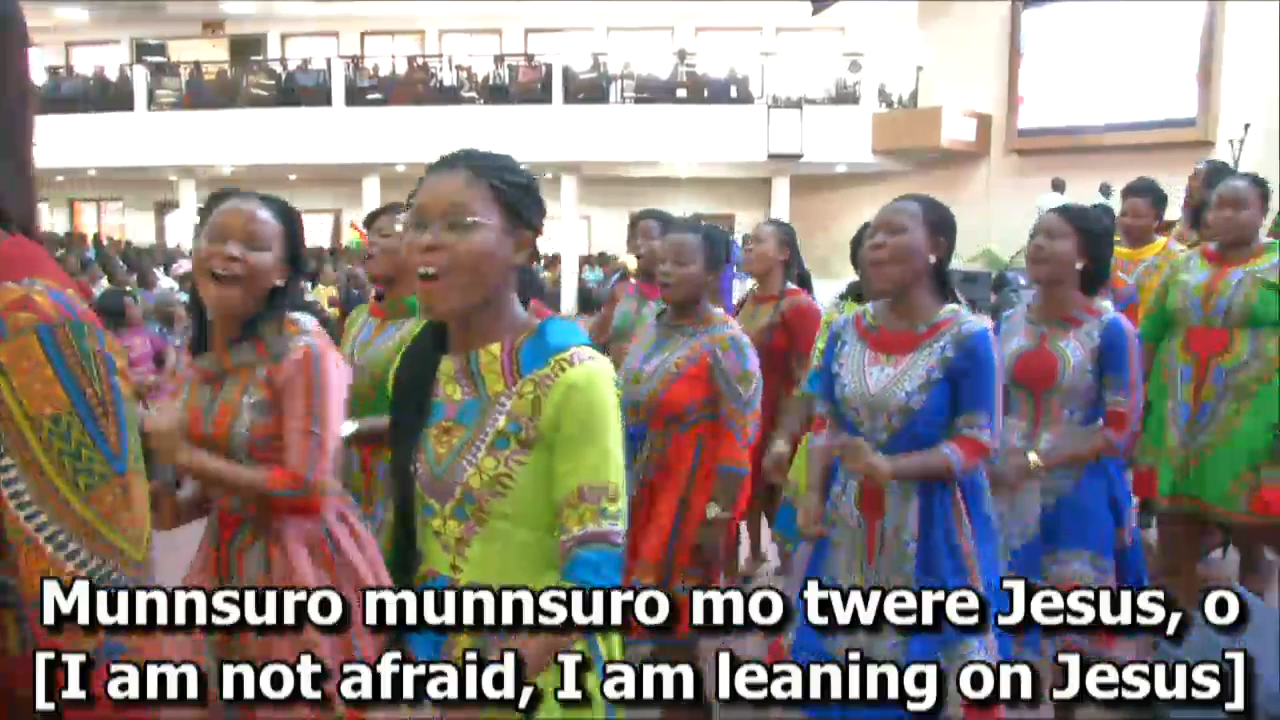 Munnsuro munnsuro mo twere Jesus, o
[I am not afraid, I am leaning on Jesus]